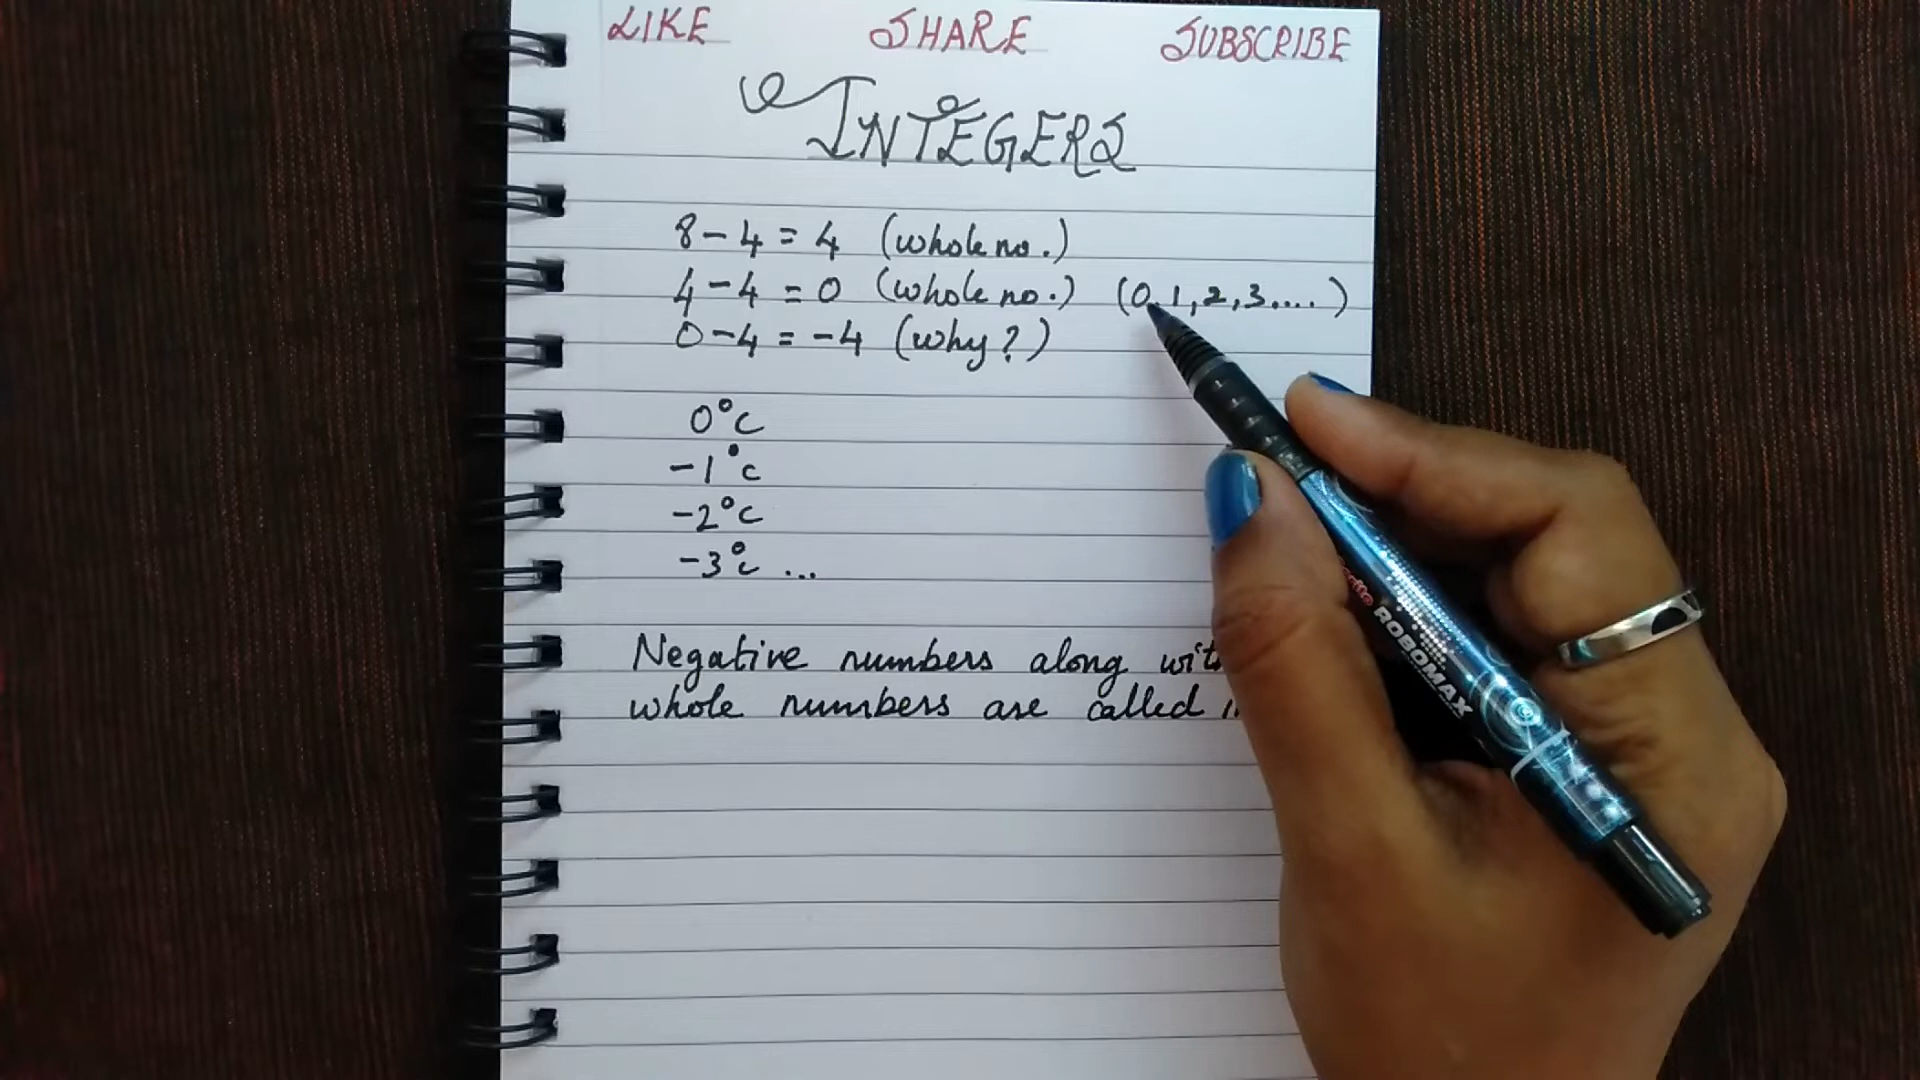 LIKE SHARE SUBSCRIBE
INTEGERS
8-4 = 4 (whole no.)
4-4 = 0 (whole no.) (0,1,2,3....)
0-4 = -4 (why?)
0°C
-1°C
-2°C
-3°C ...
Negative numbers along
whole numbers are called
ROBOMAX